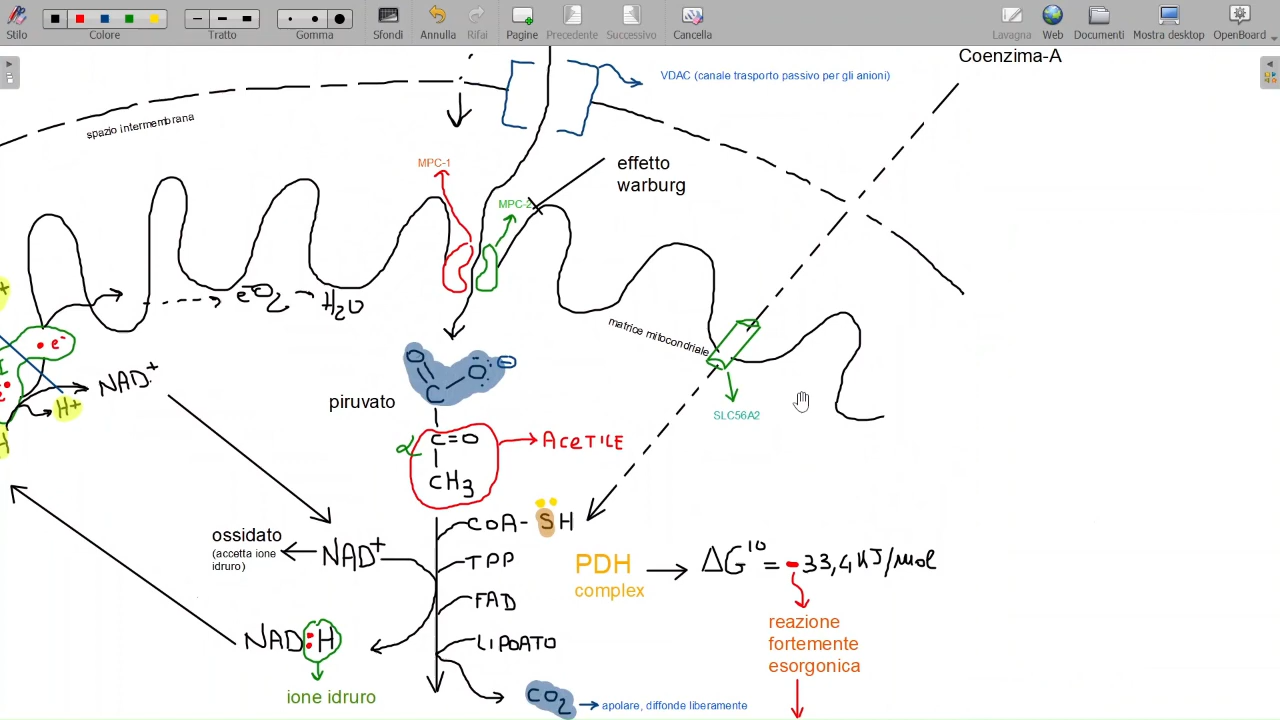 Stilo
Colore
Tratto
Gomma
Sfondi
Annulla
Pagine
Precedente
Successivo
Cancella
Lavagna
Web
Documenti
Mostra desktop
OpenBoard
Coenzima-A
VDAC (canale trasporto passivo per gli anioni)
spazio intermembrana
MPC-1
MPC-2
effetto
warburg
e⁻ O₂ → H₂O
matrice mitocondriale
SLC56A2
e⁻
I
NAD⁺
H+
H
+
O
O ⊖
C
piruvato
α
C=O
CH₃
ACETILE
COA-SH
ossidato
(accetta ione
idruro)
NAD⁺
TPP
PDH
complex
ΔG'° = -33,4 KJ/mol
FAD
reazione
fortemente
esorgonica
NAD:H
LIPOATO
ione idruro
CO₂
apolare, diffonde liberamente